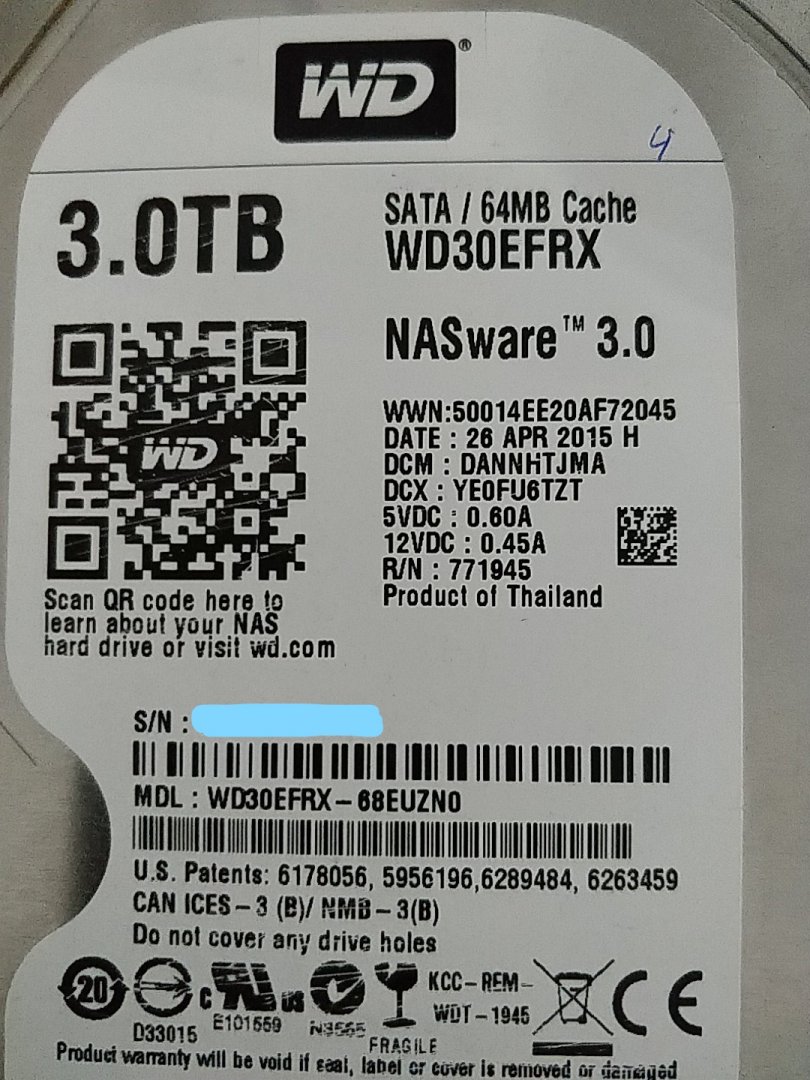 WD®
4
3.0TB
SATA / 64MB Cache
WD30EFRX
NASware™ 3.0
WWN:50014EE20AF72045
DATE : 26 APR 2015 H
DCM : DANNHTJMA
DCX : YE0FU6TZT
5VDC : 0.60A
12VDC : 0.45A
R/N : 771945
Product of Thailand
WD
Scan QR code here to
learn about your NAS
hard drive or visit wd.com
S/N :
MDL : WD30EFRX-68EUZN0
U.S. Patents: 6178056, 5956196,6289484, 6263459
CAN ICES-3 (B)/ NMB-3(B)
Do not cover any drive holes
20
c US
CE
KCC-REM-
WDT-1945
D33015
E101559
N3565
FRAGILE
Product warranty will be void if seal, label or cover is removed or damaged